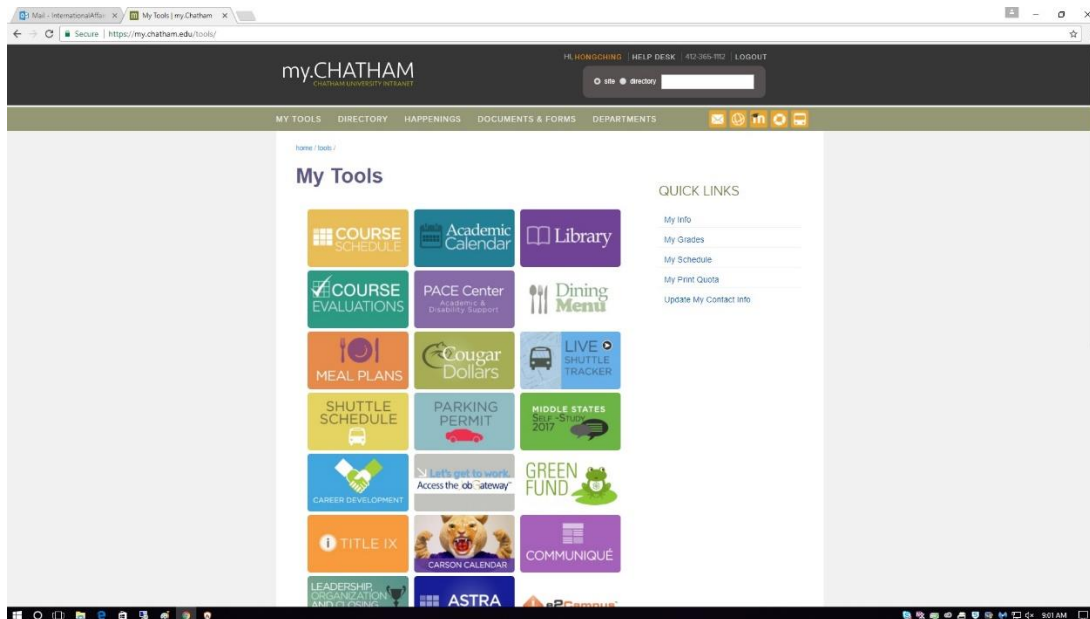 Mail - InternationalAffai
My Tools | my.Chatham
Secure | https://my.chatham.edu/tools/
my.CHATHAM
CHATHAM UNIVERSITY INTRANET
HI, HONGCHING | HELP DESK | 412-365-1112 | LOGOUT
site directory
MY TOOLS DIRECTORY HAPPENINGS DOCUMENTS & FORMS DEPARTMENTS
home / tools /
My Tools
QUICK LINKS
My Info
My Grades
My Schedule
My Print Quota
Update My Contact Info
COURSE SCHEDULE
Academic Calendar
Library
COURSE EVALUATIONS
PACE Center
Academic & Disability Support
Dining Menu
MEAL PLANS
Cougar Dollars
LIVE SHUTTLE TRACKER
SHUTTLE SCHEDULE
PARKING PERMIT
MIDDLE STATES
SELF-STUDY
2017
CAREER DEVELOPMENT
Let's get to work.
Access the Job Gateway
GREEN FUND
TITLE IX
CARSON CALENDAR
COMMUNIQUÉ
LEADERSHIP,
ORGANIZATION
AND CLOSING
ASTRA
e2Campus
9:01 AM